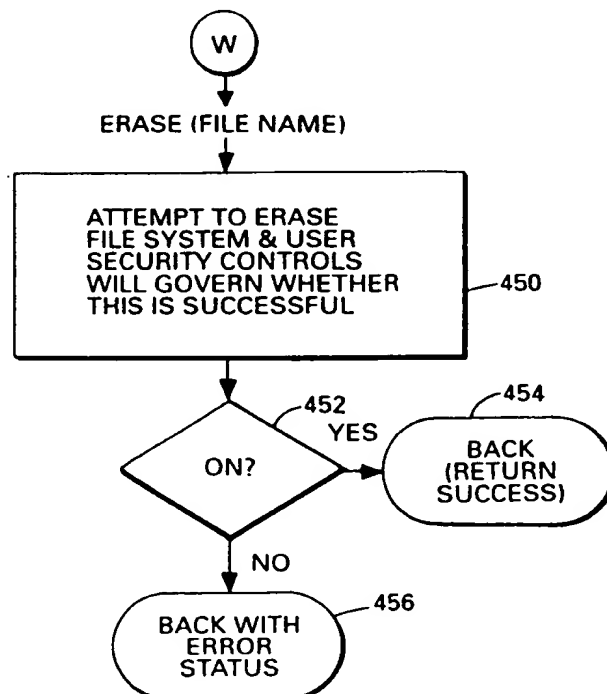 W
ERASE (FILE NAME)
ATTEMPT TO ERASE
FILE SYSTEM & USER
SECURITY CONTROLS
WILL GOVERN WHETHER
THIS IS SUCCESSFUL
450
452
ON?
YES
454
BACK
(RETURN
SUCCESS)
NO
456
BACK WITH
ERROR
STATUS